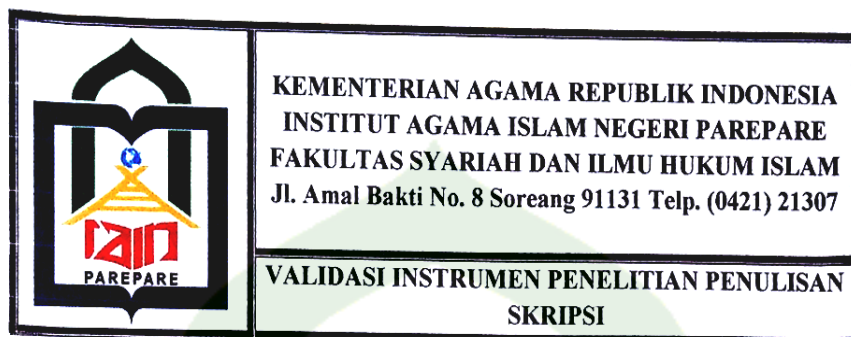 KEMENTERIAN AGAMA REPUBLIK INDONESIA
INSTITUT AGAMA ISLAM NEGERI PAREPARE
FAKULTAS SYARIAH DAN ILMU HUKUM ISLAM
Jl. Amal Bakti No. 8 Soreang 91131 Telp. (0421) 21307
iain
PAREPARE
VALIDASI INSTRUMEN PENELITIAN PENULISAN
SKRIPSI